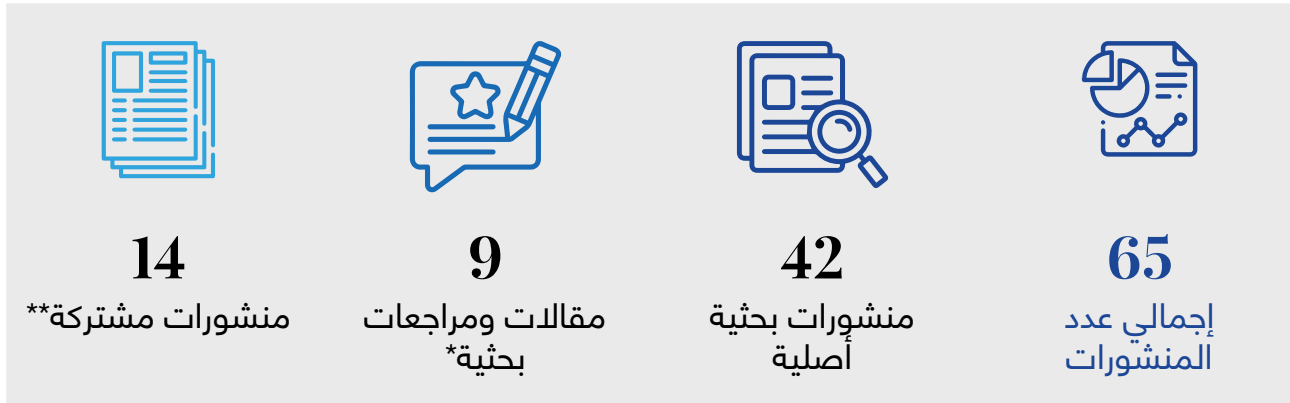 65
إجمالي عدد
المنشورات
42
منشورات بحثية
أصلية
9
مقالات ومراجعات
بحثية*
14
منشورات مشتركة**